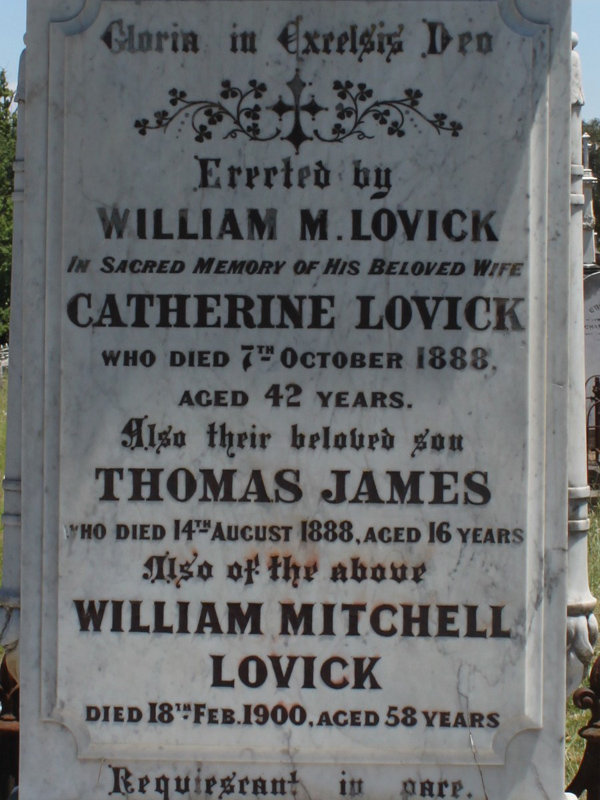 Gloria in Excelsis Deo
Erected by
WILLIAM M. LOVICK
IN SACRED MEMORY OF HIS BELOVED WIFE
CATHERINE LOVICK
WHO DIED 7TH OCTOBER 1888,
AGED 42 YEARS.
Also their beloved son
THOMAS JAMES
WHO DIED 14TH AUGUST 1888, AGED 16 YEARS
Also of the above
WILLIAM MITCHELL
LOVICK
DIED 18TH FEB. 1900, AGED 58 YEARS
Requiescant in pace.